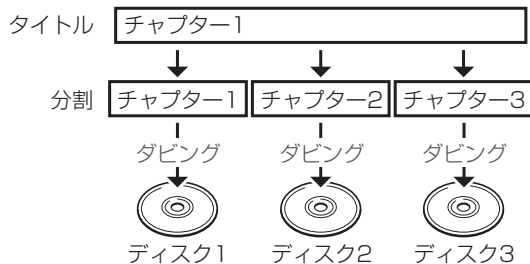 タイトル チャプター1
分割 チャプター1 チャプター2 チャプター3
ダビング ダビング ダビング
ディスク1 ディスク2 ディスク3